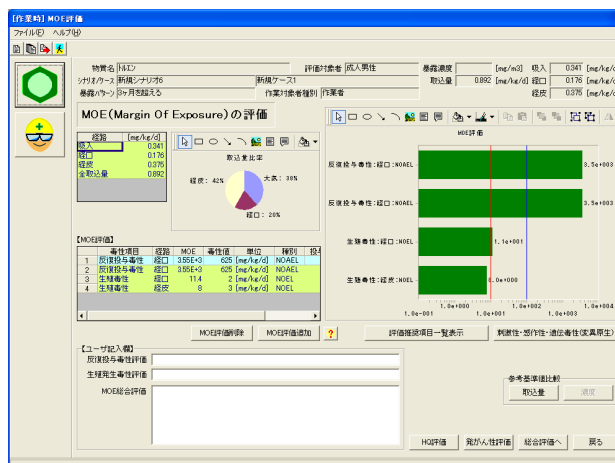 [作業時] MOE評価
ファイル(F) ヘルプ(H)
物質名 トルエン 評価対象者 成人男性 暴露濃度 [mg/m3] 吸入 0.341 [mg/kg/d]
シナリオ/ケース 新規シナリオ6 新規ケース1 取込量 0.892 [mg/kg/d] 経口 0.176 [mg/kg/d]
暴露パターン 3ヶ月を超える 作業対象者種別 作業者 経皮 0.375 [mg/kg/d]
MOE(Margin Of Exposure)の評価
経路 [mg/kg/d]
吸入 0.341
経口 0.176
経皮 0.375
全取込量 0.892
取込量比率
経皮: 42%
大気: 38%
経口: 20%
MOE評価
反復投与毒性:経口:NOAEL 3.5e+003
反復投与毒性:経口:NOAEL 3.5e+003
生殖毒性:経口:NOEL 1.1e+001
生殖毒性:経皮:NOEL 8.0e+000
1.0e+000 1.0e+002 1.0e+004
1.0e-001 1.0e+001 1.0e+003
【MOE評価】
毒性項目 経路 MOE 毒性値 単位 種別 投与
1 反復投与毒性 経口 3.55E+3 625 [mg/kg/d] NOAEL
2 反復投与毒性 経口 3.55E+3 625 [mg/kg/d] NOAEL
3 生殖毒性 経口 11.4 2 [mg/kg/d] NOEL
4 生殖毒性 経皮 8 3 [mg/kg/d] NOEL
MOE評価削除 MOE評価追加 ? 評価推奨項目一覧表示 刺激性・感作性・遺伝毒性(変異原生)
【ユーザ記入欄】
反復投与毒性評価
生殖発生毒性評価
MOE総合評価
参考基準値比較
取込量 濃度
HQ評価 発がん性評価 総合評価へ 戻る